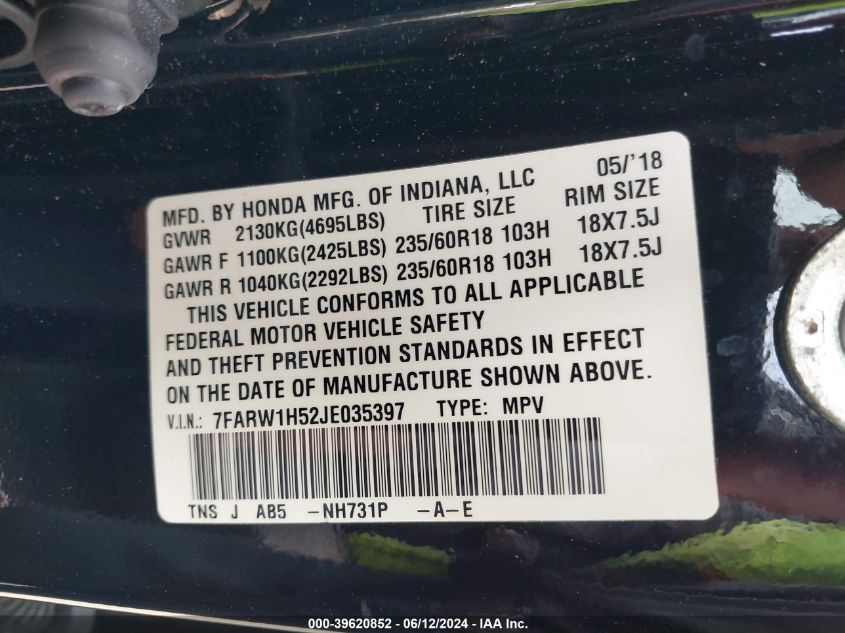 MFD. BY HONDA MFG. OF INDIANA, LLC 05/'18
GVWR 2130KG(4695LBS) TIRE SIZE RIM SIZE
GAWR F 1100KG(2425LBS) 235/60R18 103H 18X7.5J
GAWR R 1040KG(2292LBS) 235/60R18 103H 18X7.5J
THIS VEHICLE CONFORMS TO ALL APPLICABLE
FEDERAL MOTOR VEHICLE SAFETY
AND THEFT PREVENTION STANDARDS IN EFFECT
ON THE DATE OF MANUFACTURE SHOWN ABOVE.
V.I.N.: 7FARW1H52JE035397 TYPE: MPV
TNS J AB5 -NH731P -A-E
000-39620852 / 06/12/2024 - IAA Inc.